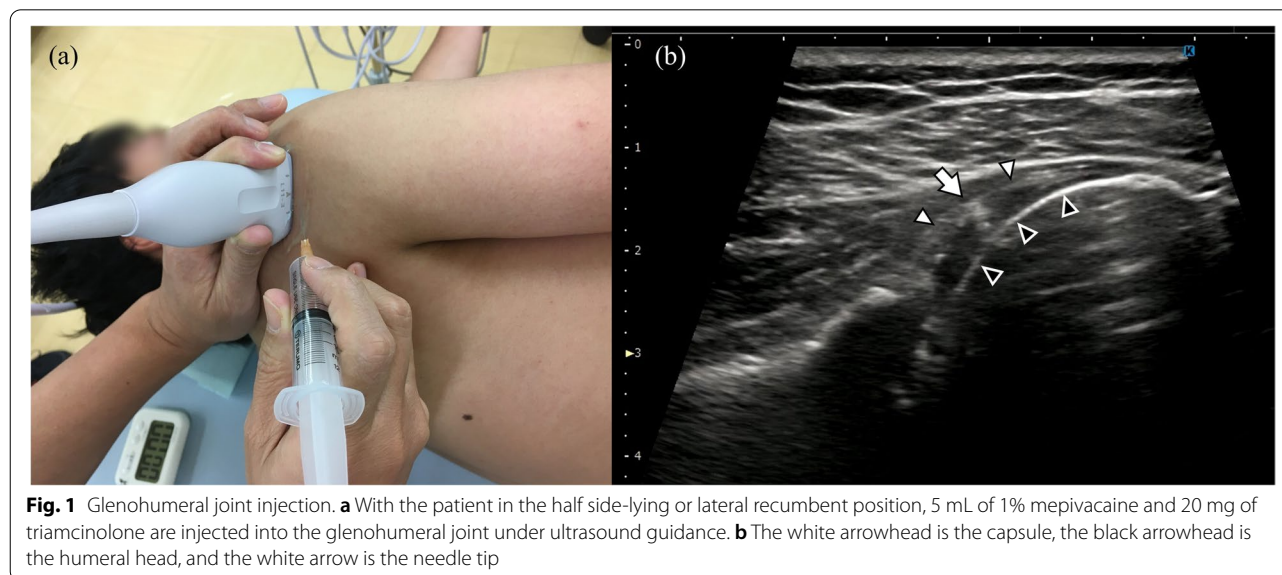 (a)
(b)
K
0
1
2
3
4
Fig. 1 Glenohumeral joint injection. a With the patient in the half side-lying or lateral recumbent position, 5 mL of 1% mepivacaine and 20 mg of
triamcinolone are injected into the glenohumeral joint under ultrasound guidance. b The white arrowhead is the capsule, the black arrowhead is
the humeral head, and the white arrow is the needle tip